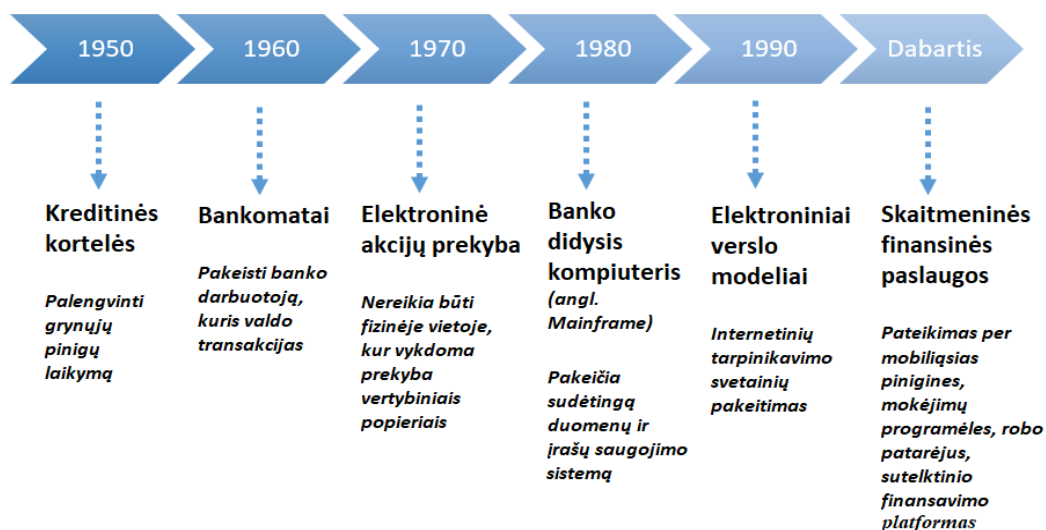 1950
1960
1970
1980
1990
Dabartis
Kreditinės
kortelės
Palengvinti
grynųjų
pinigų
laikymą
Bankomatai
Pakeisti banko
darbuotoją,
kuris valdo
transakcijas
Elektroninė
akcijų prekyba
Nereikia būti
fizinėje vietoje,
kur vykdoma
prekyba
vertybiniais
popieriais
Banko
didysis
kompiuteris
(angl.
Mainframe)
Pakeičia
sudėtingą
duomenų ir
įrašų saugojimo
sistemą
Elektroniniai
verslo
modeliai
Internetinių
tarpinikavimo
svetainių
pakeitimas
Skaitmeninės
finansinės
paslaugos
Pateikimas per
mobiliąsias
pinigines,
mokėjimų
programėles, robo
patarėjus,
sutelktinio
finansavimo
platformas